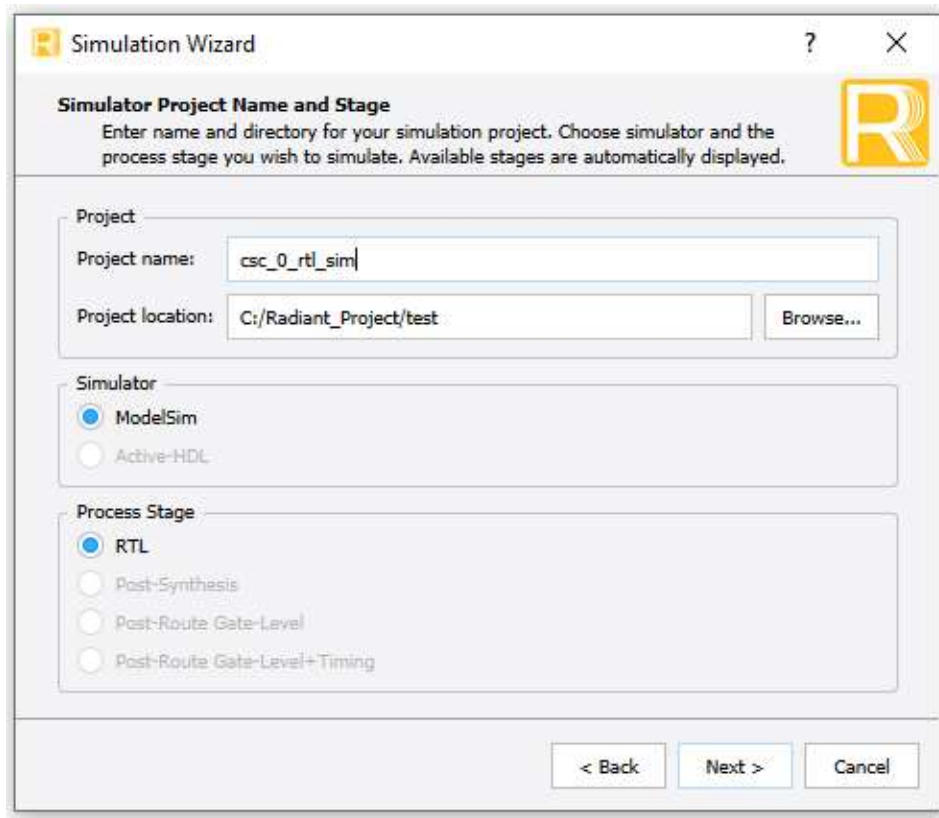 Simulation Wizard
?
Simulator Project Name and Stage
Enter name and directory for your simulation project. Choose simulator and the
process stage you wish to simulate. Available stages are automatically displayed.
R
Project
Project name:
csc_0_rtl_sim
Project location:
C:/Radiant_Project/test
Browse...
Simulator
ModelSim
Active-HDL
Process Stage
RTL
Post-Synthesis
Post-Route Gate-Level
Post-Route Gate-Level+Timing
< Back
Next >
Cancel